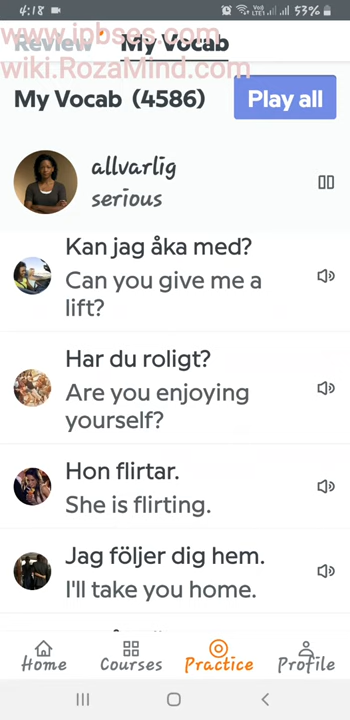 4:18 53%
www.ipbses.com
Review My Vocab
wiki.RozaMind.com
My Vocab (4586) Play all
allvarlig
serious
Kan jag åka med?
Can you give me a
lift?
Har du roligt?
Are you enjoying
yourself?
Hon flirtar.
She is flirting.
Jag följer dig hem.
I'll take you home.
Home Courses Practice Profile